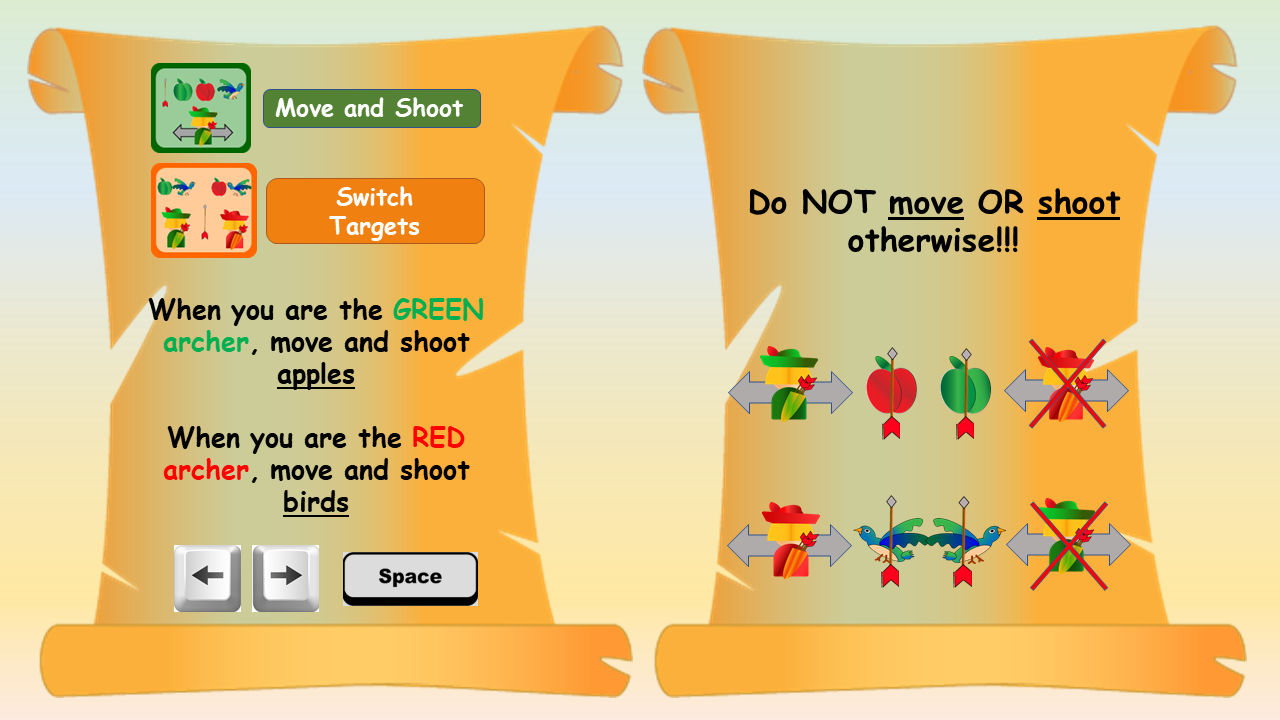 Move and Shoot
Switch
Targets
When you are the GREEN
archer, move and shoot
apples
When you are the RED
archer, move and shoot
birds
Space
Do NOT move OR shoot
otherwise!!!